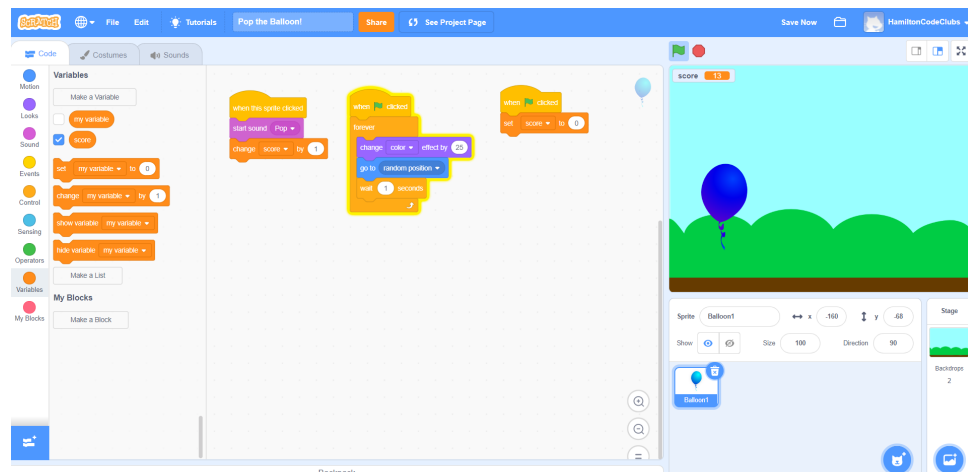 SCRATCH File Edit Tutorials Pop the Balloon! Share See Project Page Save Now HamiltonCodeClubs
Code Costumes Sounds
Motion
Looks
Sound
Events
Control
Sensing
Operators
Variables
My Blocks
Variables
Make a Variable
my variable
score
set my variable to 0
change my variable by 1
show variable my variable
hide variable my variable
Make a List
My Blocks
Make a Block
when this sprite clicked
start sound Pop
change score by 1
when clicked
forever
change color effect by 25
go to random position
wait 1 seconds
when clicked
set score to 0
score 13
Sprite Balloon1 x -160 y -68
Show Size 100 Direction 90
Balloon1
Stage
Backdrops
2
Backpack